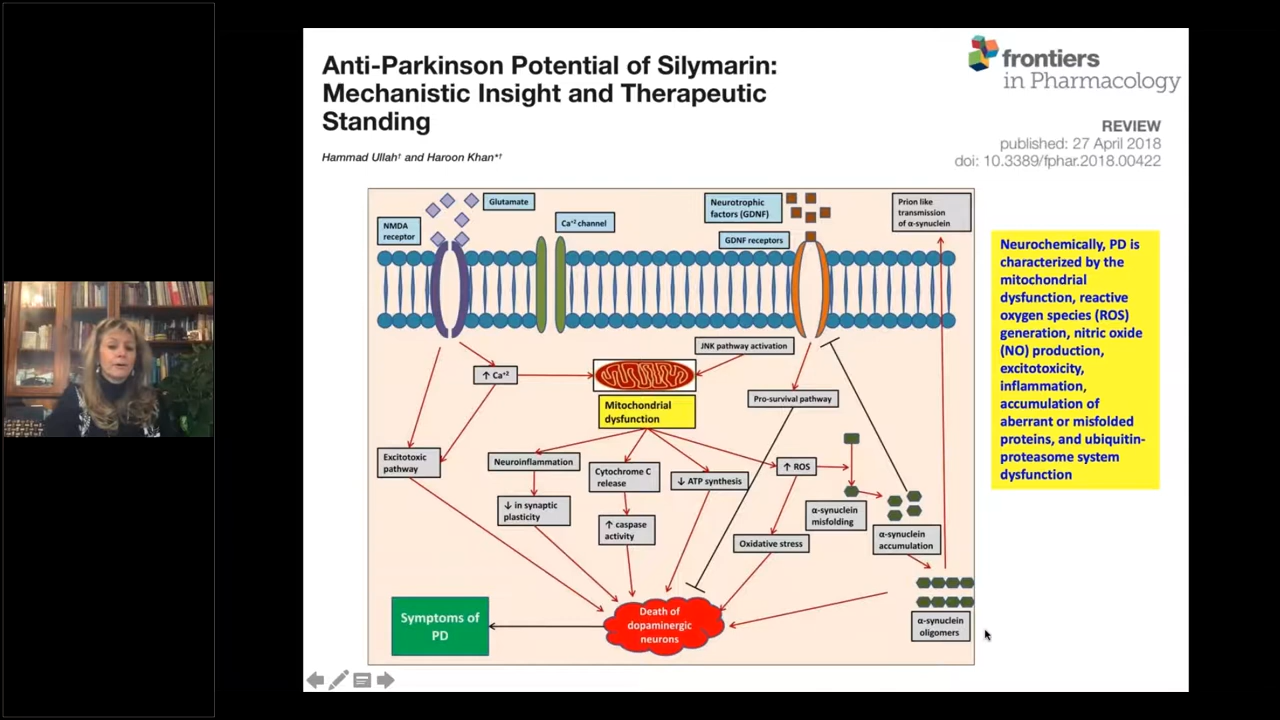 Anti-Parkinson Potential of Silymarin:
Mechanistic Insight and Therapeutic
Standing
Hammad Ullah† and Haroon Khan*†
frontiers
in Pharmacology
REVIEW
published: 27 April 2018
doi: 10.3389/fphar.2018.00422
NMDA
receptor
Glutamate
Ca⁺² channel
Neurotrophic
factors (GDNF)
GDNF receptors
Prion like
transmission
of α-synuclein
JNK pathway activation
↑ Ca⁺²
Mitochondrial
dysfunction
Pro-survival pathway
Excitotoxic
pathway
Neuroinflammation
Cytochrome C
release
↓ ATP synthesis
↑ ROS
↓ in synaptic
plasticity
↑ caspase
activity
Oxidative stress
α-synuclein
misfolding
α-synuclein
accumulation
α-synuclein
oligomers
Death of
dopaminergic
neurons
Symptoms of
PD
Neurochemically, PD is
characterized by the
mitochondrial
dysfunction, reactive
oxygen species (ROS)
generation, nitric oxide
(NO) production,
excitotoxicity,
inflammation,
accumulation of
aberrant or misfolded
proteins, and ubiquitin-
proteasome system
dysfunction